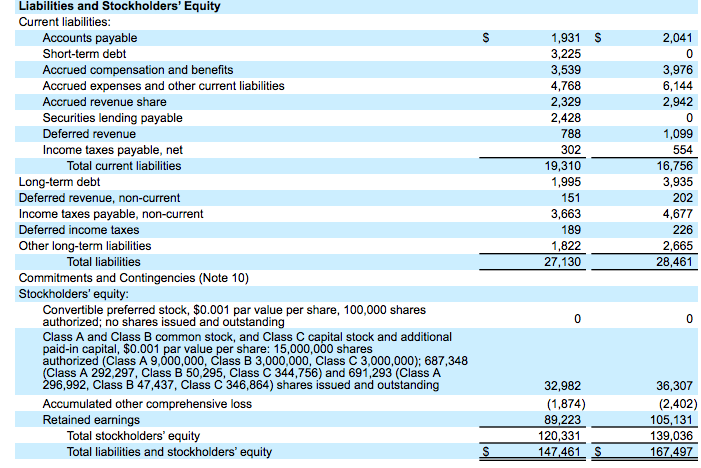 Liabilities and Stockholders' Equity
Current liabilities:
Accounts payable $ 1,931 $ 2,041
Short-term debt 3,225 0
Accrued compensation and benefits 3,539 3,976
Accrued expenses and other current liabilities 4,768 6,144
Accrued revenue share 2,329 2,942
Securities lending payable 2,428 0
Deferred revenue 788 1,099
Income taxes payable, net 302 554
Total current liabilities 19,310 16,756
Long-term debt 1,995 3,935
Deferred revenue, non-current 151 202
Income taxes payable, non-current 3,663 4,677
Deferred income taxes 189 226
Other long-term liabilities 1,822 2,665
Total liabilities 27,130 28,461
Commitments and Contingencies (Note 10)
Stockholders' equity:
Convertible preferred stock, $0.001 par value per share, 100,000 shares
authorized; no shares issued and outstanding 0 0
Class A and Class B common stock, and Class C capital stock and additional
paid-in capital, $0.001 par value per share: 15,000,000 shares
authorized (Class A 9,000,000, Class B 3,000,000, Class C 3,000,000); 687,348
(Class A 292,297, Class B 50,295, Class C 344,756) and 691,293 (Class A
296,992, Class B 47,437, Class C 346,864) shares issued and outstanding 32,982 36,307
Accumulated other comprehensive loss (1,874) (2,402)
Retained earnings 89,223 105,131
Total stockholders' equity 120,331 139,036
Total liabilities and stockholders' equity $ 147,461 $ 167,497